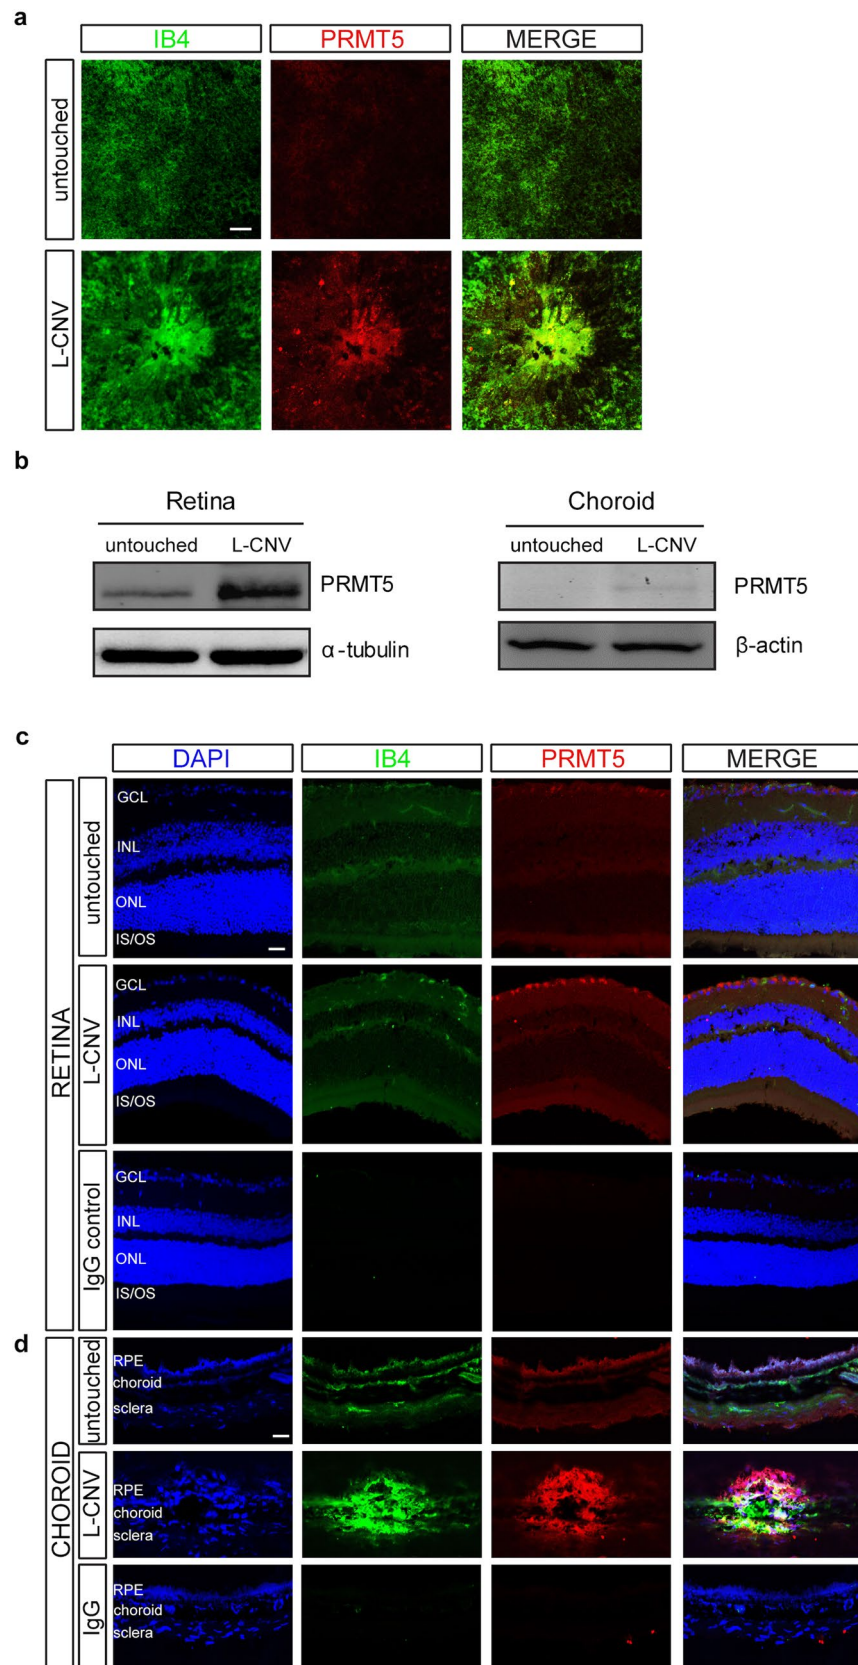 a
IB4 PRMT5 MERGE
untouched
L-CNV
b
Retina
untouched L-CNV
PRMT5
α-tubulin
Choroid
untouched L-CNV
PRMT5
β-actin
c
DAPI IB4 PRMT5 MERGE
RETINA
untouched
GCL
INL
ONL
IS/OS
L-CNV
GCL
INL
ONL
IS/OS
IgG control
GCL
INL
ONL
IS/OS
d
CHOROID
untouched
RPE
choroid
sclera
L-CNV
RPE
choroid
sclera
IgG
RPE
choroid
sclera